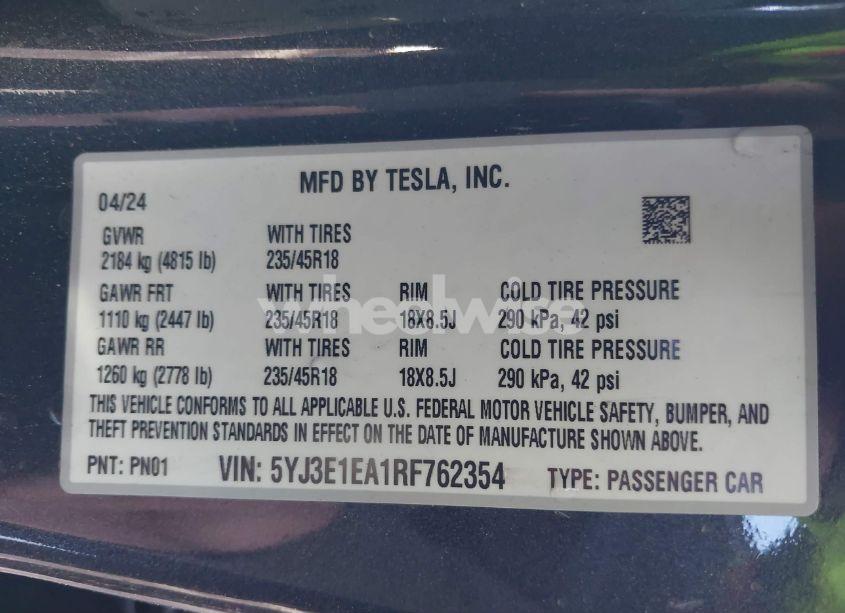 MFD BY TESLA, INC.
04/24
GVWR WITH TIRES
2184 kg (4815 lb) 235/45R18
GAWR FRT WITH TIRES RIM COLD TIRE PRESSURE
1110 kg (2447 lb) 235/45R18 18X8.5J 290 kPa, 42 psi
GAWR RR WITH TIRES RIM COLD TIRE PRESSURE
1260 kg (2778 lb) 235/45R18 18X8.5J 290 kPa, 42 psi
THIS VEHICLE CONFORMS TO ALL APPLICABLE U.S. FEDERAL MOTOR VEHICLE SAFETY, BUMPER, AND
THEFT PREVENTION STANDARDS IN EFFECT ON THE DATE OF MANUFACTURE SHOWN ABOVE.
PNT: PN01 VIN: 5YJ3E1EA1RF762354 TYPE: PASSENGER CAR
wheelwise